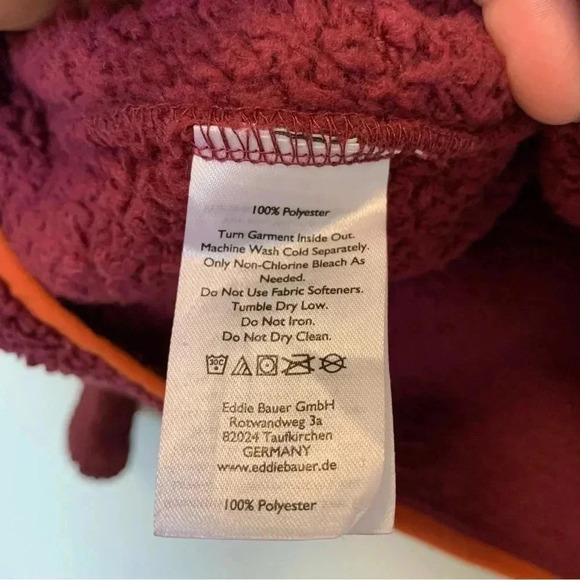 100% Polyester
Turn Garment Inside Out.
Machine Wash Cold Separately.
Only Non-Chlorine Bleach As
Needed.
Do Not Use Fabric Softeners.
Tumble Dry Low.
Do Not Iron.
Do Not Dry Clean.
30C
Eddie Bauer GmbH
Rotwandweg 3a
82024 Taufkirchen
GERMANY
www.eddiebauer.de
100% Polyester